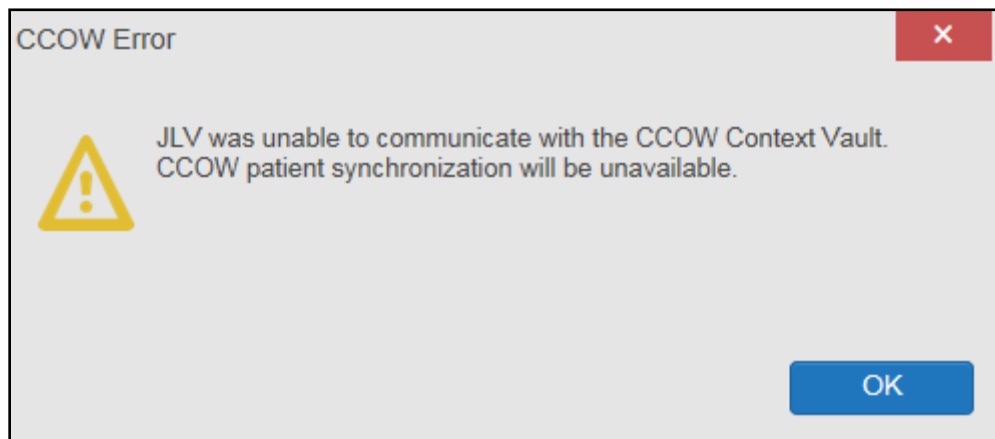 CCOW Error
JLV was unable to communicate with the CCOW Context Vault.
CCOW patient synchronization will be unavailable.
OK